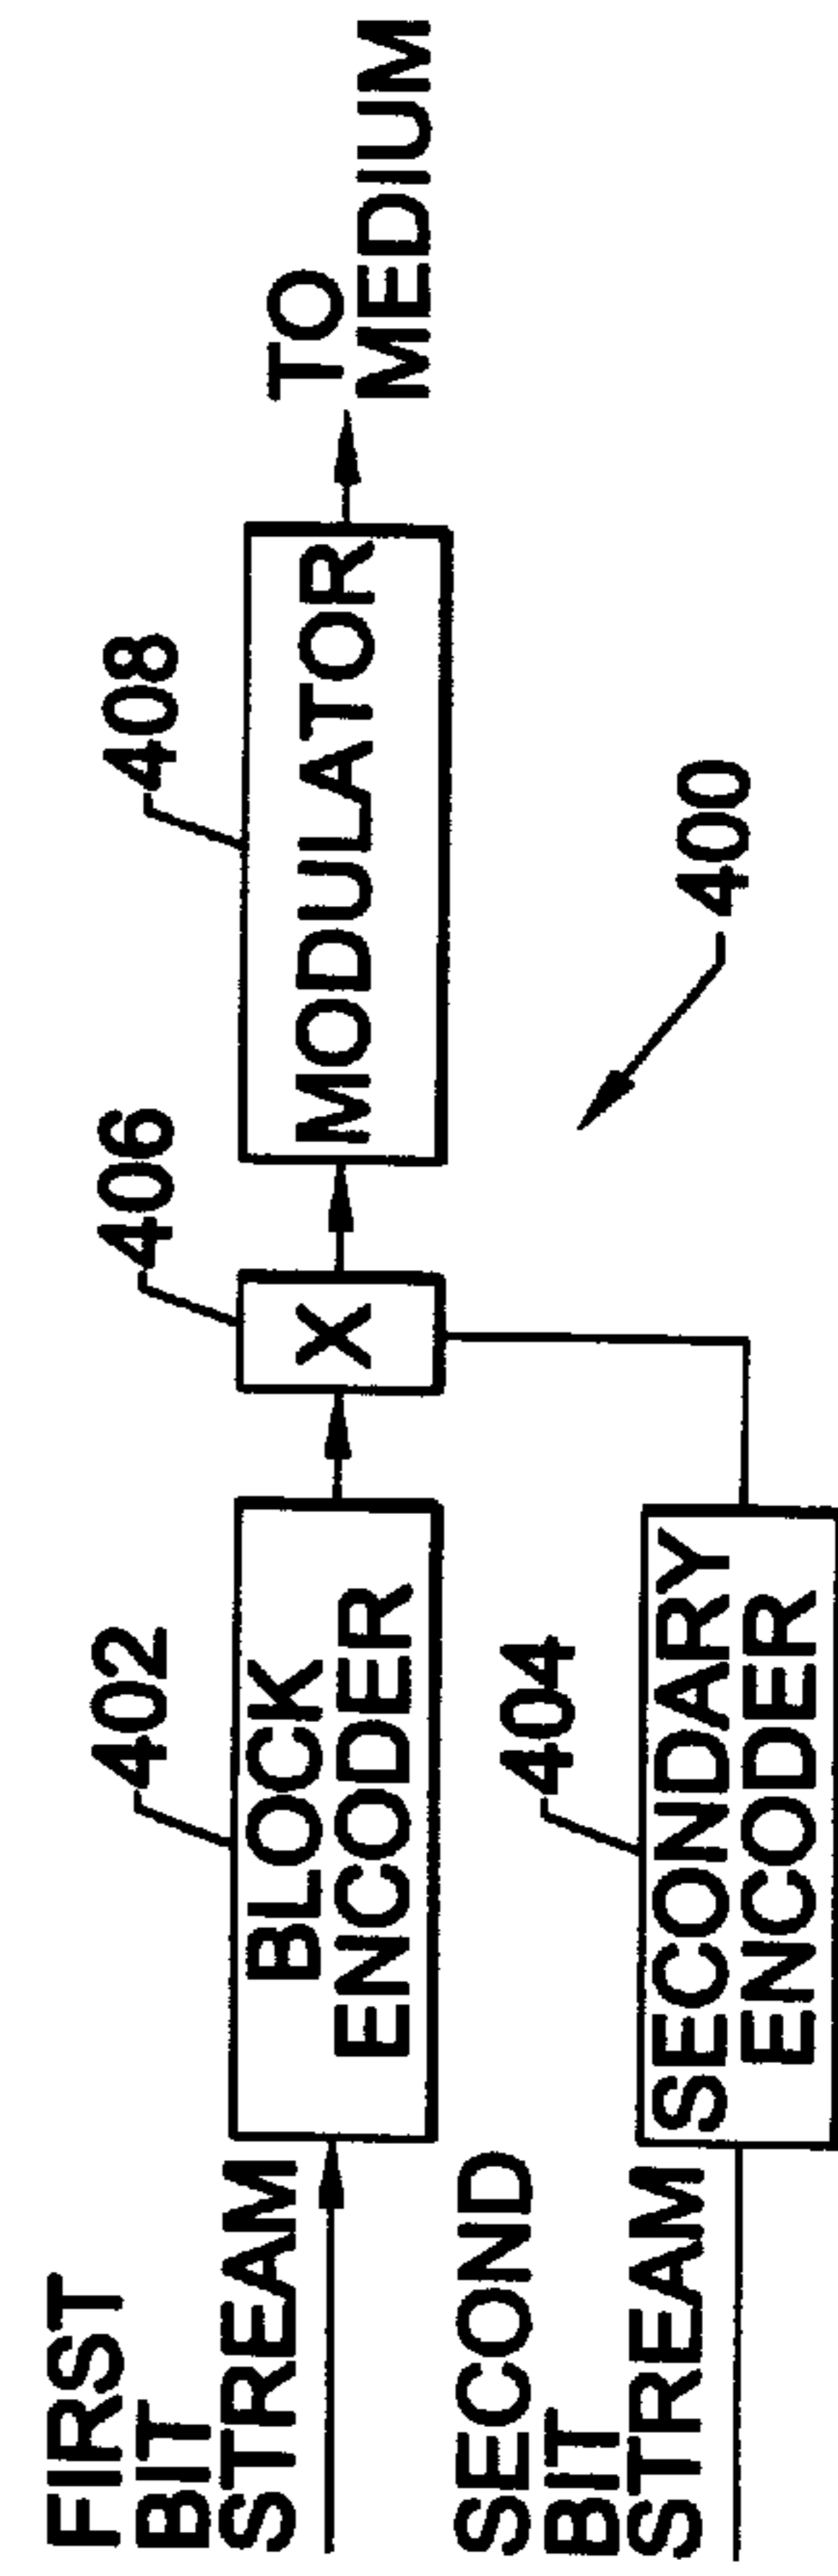 FIRST
BIT
STREAM
402
BLOCK
ENCODER
406
X
408
MODULATOR
TO
MEDIUM
SECOND
BIT
STREAM
404
SECONDARY
ENCODER
400